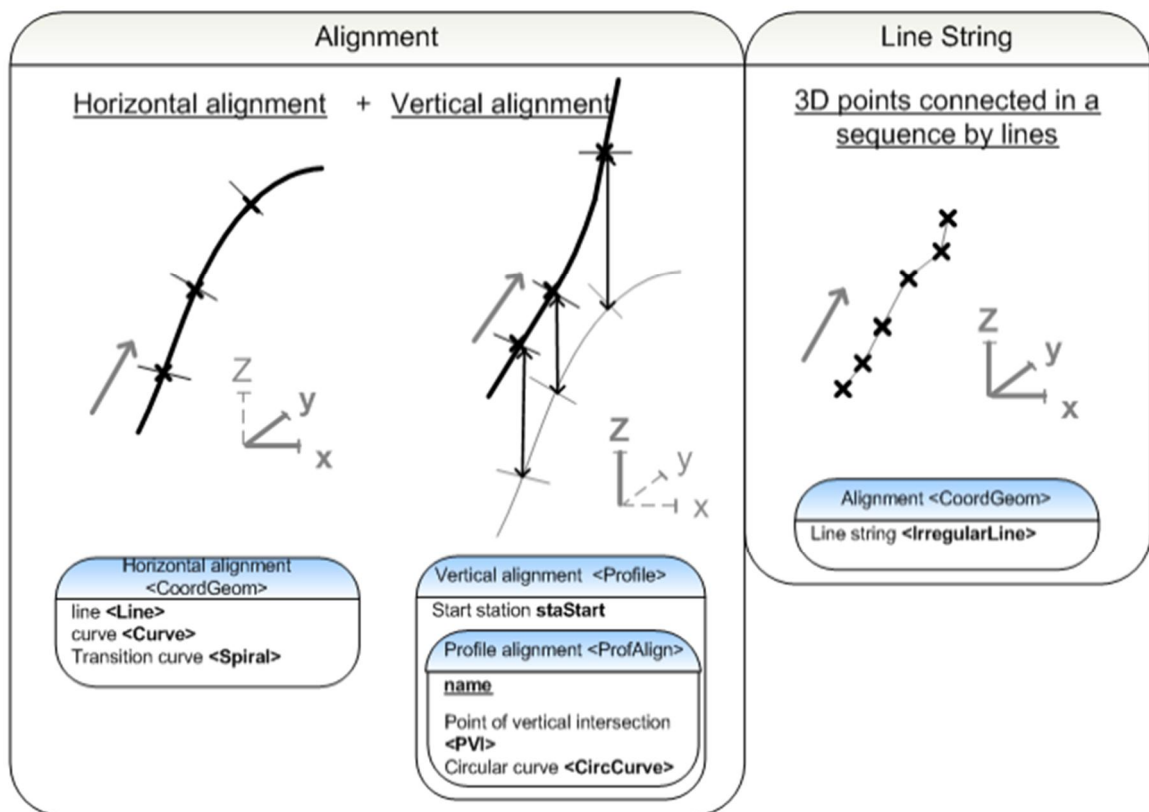 Alignment
Horizontal alignment + Vertical alignment
Z
y
x
Z
y
x
Horizontal alignment
<CoordGeom>
line <Line>
curve <Curve>
Transition curve <Spiral>
Vertical alignment <Profile>
Start station staStart
Profile alignment <ProfAlign>
name
Point of vertical intersection
<PVI>
Circular curve <CircCurve>
Line String
3D points connected in a
sequence by lines
Z
y
x
Alignment <CoordGeom>
Line string <IrregularLine>